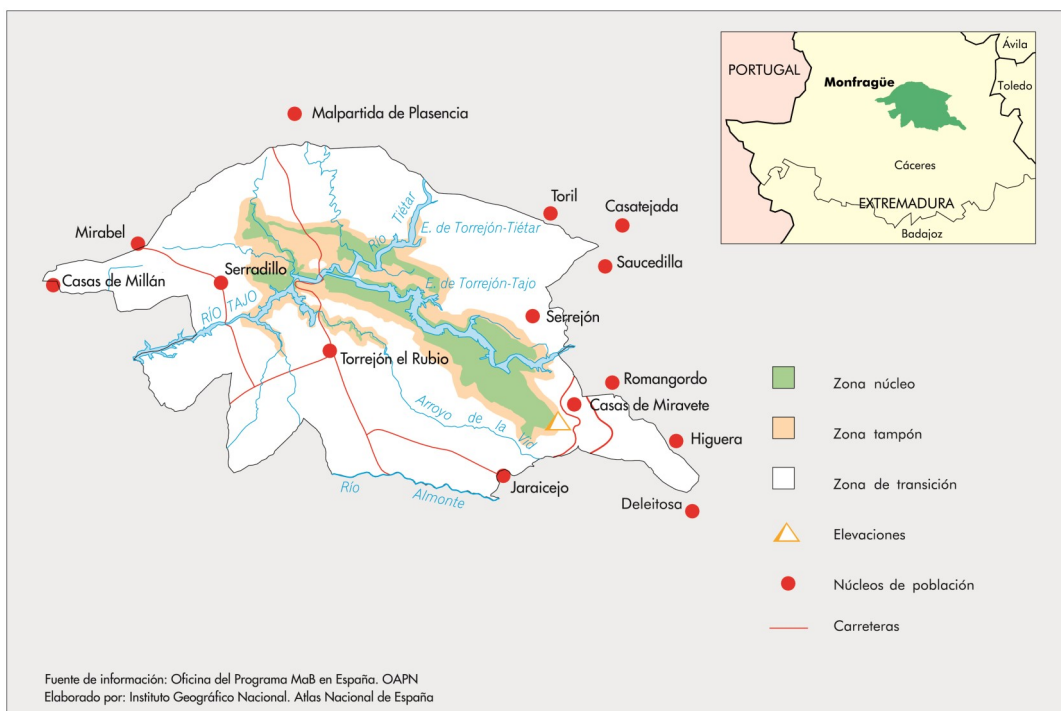 Malpartida de Plasencia
Mirabel
Casas de Millán
Serradillo
RÍO TAJO
Río Tiétar
E. de Torrejón-Tiétar
E. de Torrejón-Tajo
Toril
Casatejada
Saucedilla
Serrejón
Torrejón el Rubio
Romangordo
Casas de Miravete
Arroyo de la Vid
Higuera
Jaraicejo
Río Almonte
Deleitosa
PORTUGAL
Monfragüe
Ávila
Toledo
Cáceres
EXTREMADURA
Badajoz
Zona núcleo
Zona tampón
Zona de transición
Elevaciones
Núcleos de población
Carreteras
Fuente de información: Oficina del Programa MaB en España. OAPN
Elaborado por: Instituto Geográfico Nacional. Atlas Nacional de España